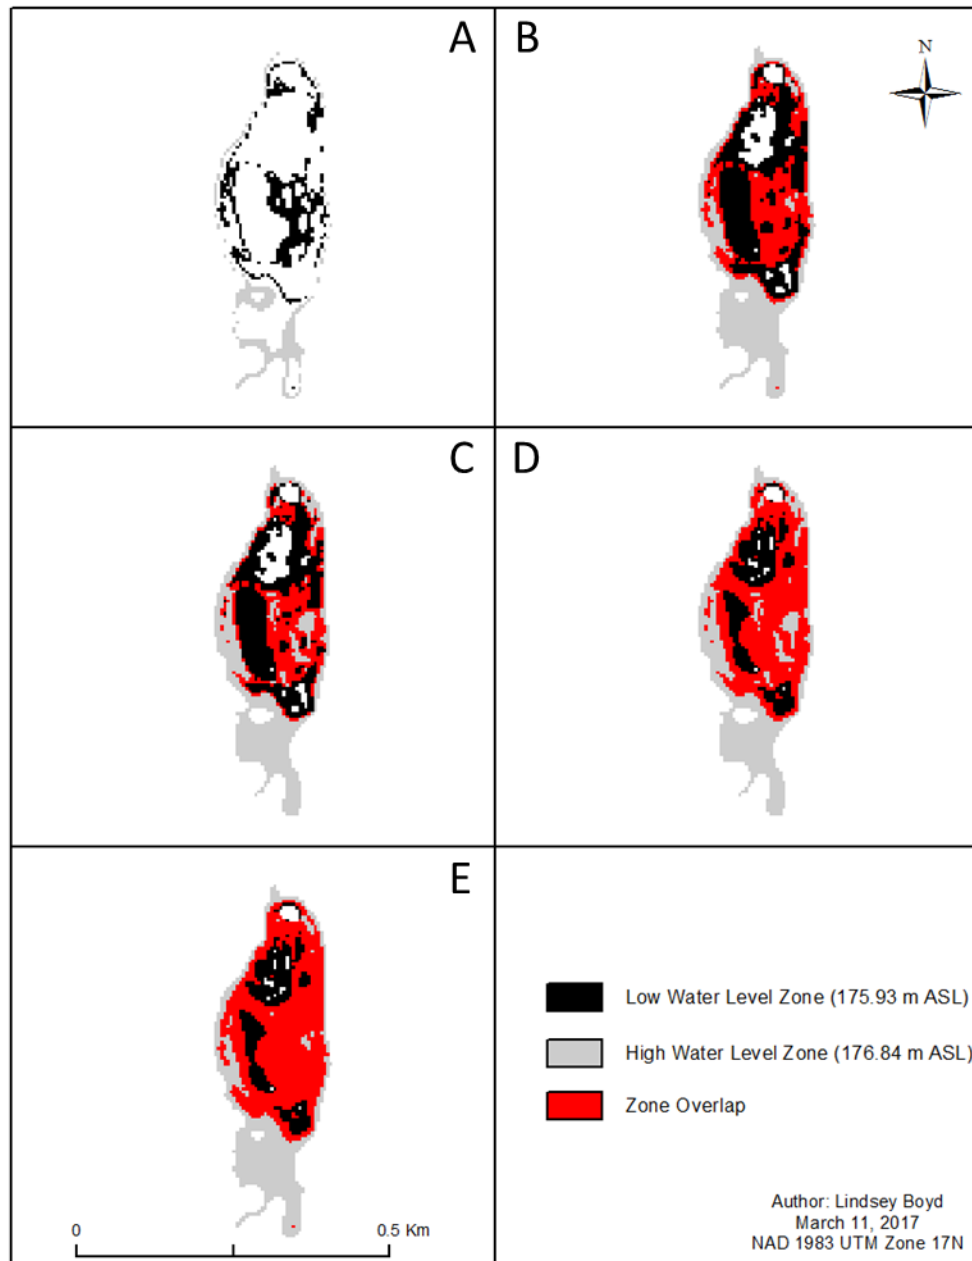 A
B
N
C
D
E
Low Water Level Zone (175.93 m ASL)
High Water Level Zone (176.84 m ASL)
Zone Overlap
0
0.5 Km
Author: Lindsey Boyd
March 11, 2017
NAD 1983 UTM Zone 17N